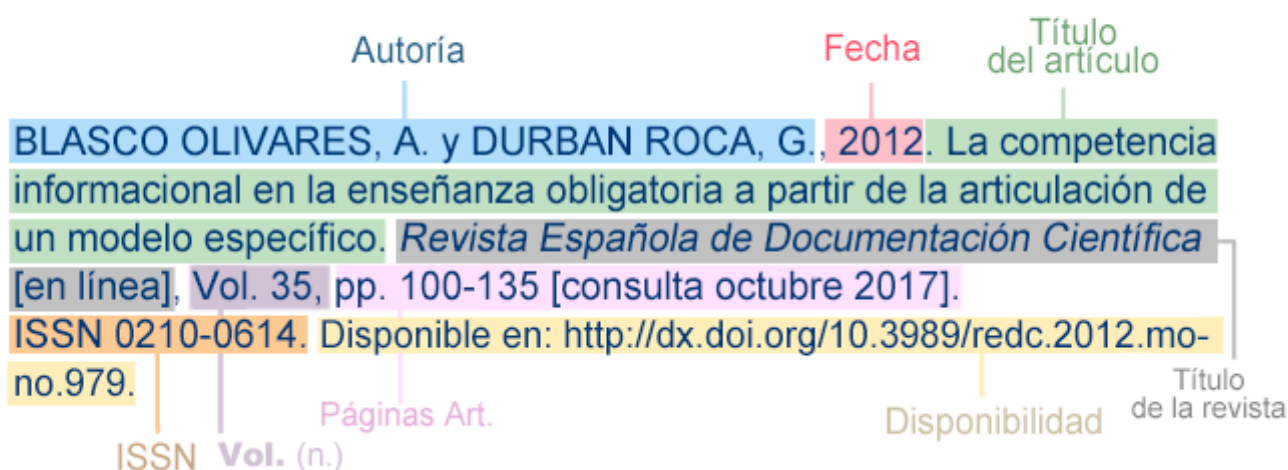 Autoría
Fecha
Título
del artículo
BLASCO OLIVARES, A. y DURBAN ROCA, G., 2012. La competencia
informacional en la enseñanza obligatoria a partir de la articulación de
un modelo específico. Revista Española de Documentación Científica
[en línea], Vol. 35, pp. 100-135 [consulta octubre 2017].
ISSN 0210-0614. Disponible en: http://dx.doi.org/10.3989/redc.2012.mo-
no.979.
Título
de la revista
Páginas Art.
Disponibilidad
ISSN
Vol. (n.)